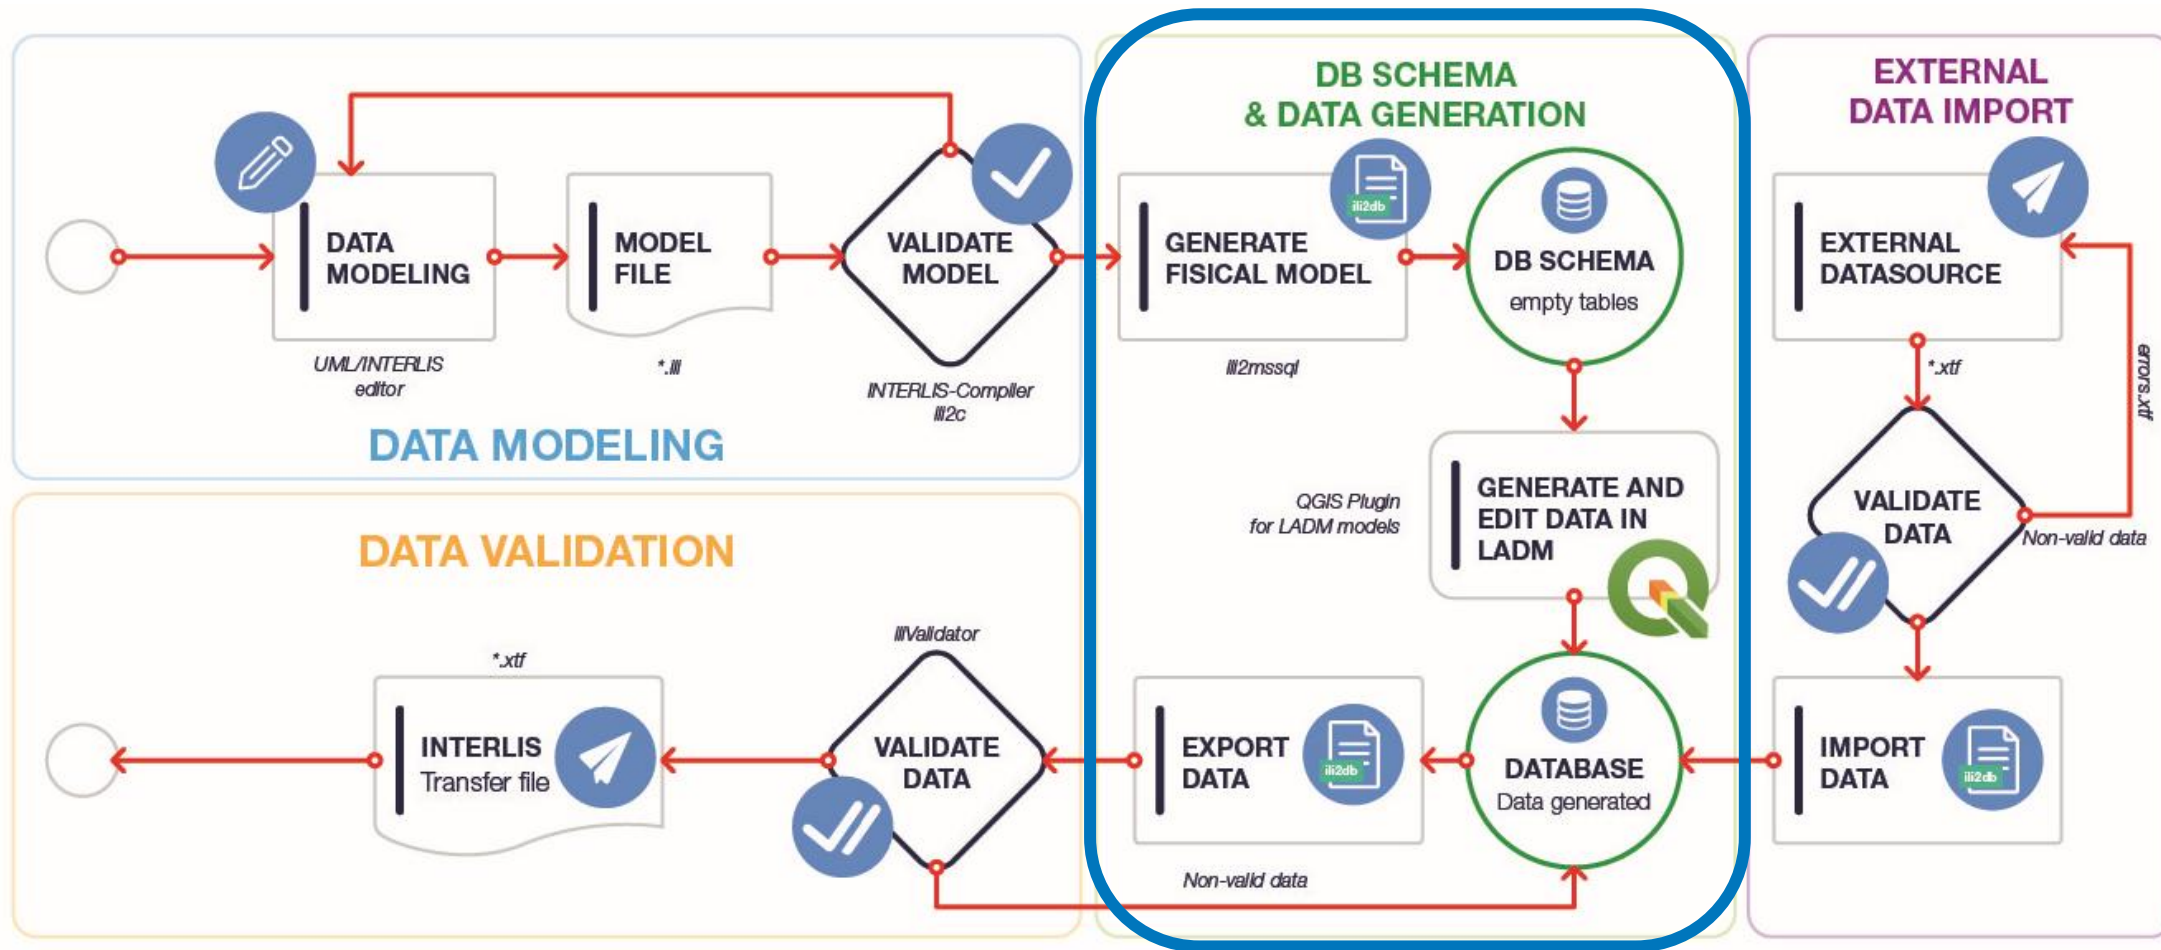 DATA
MODELING
UML/INTERLIS
editor
MODEL
FILE
*.ili
VALIDATE
MODEL
INTERLIS-Compiler
ili2c
DATA MODELING
DB SCHEMA
& DATA GENERATION
GENERATE
FISICAL MODEL
ili2db
ili2mssql
DB SCHEMA
empty tables
QGIS Plugin
for LADM models
GENERATE AND
EDIT DATA IN
LADM
DATABASE
Data generated
EXPORT
DATA
ili2db
Non-valid data
EXTERNAL
DATA IMPORT
EXTERNAL
DATASOURCE
*.xtf
errors.xtf
VALIDATE
DATA
Non-valid data
IMPORT
DATA
ili2db
DATA VALIDATION
iliValidator
VALIDATE
DATA
*.xtf
INTERLIS
Transfer file